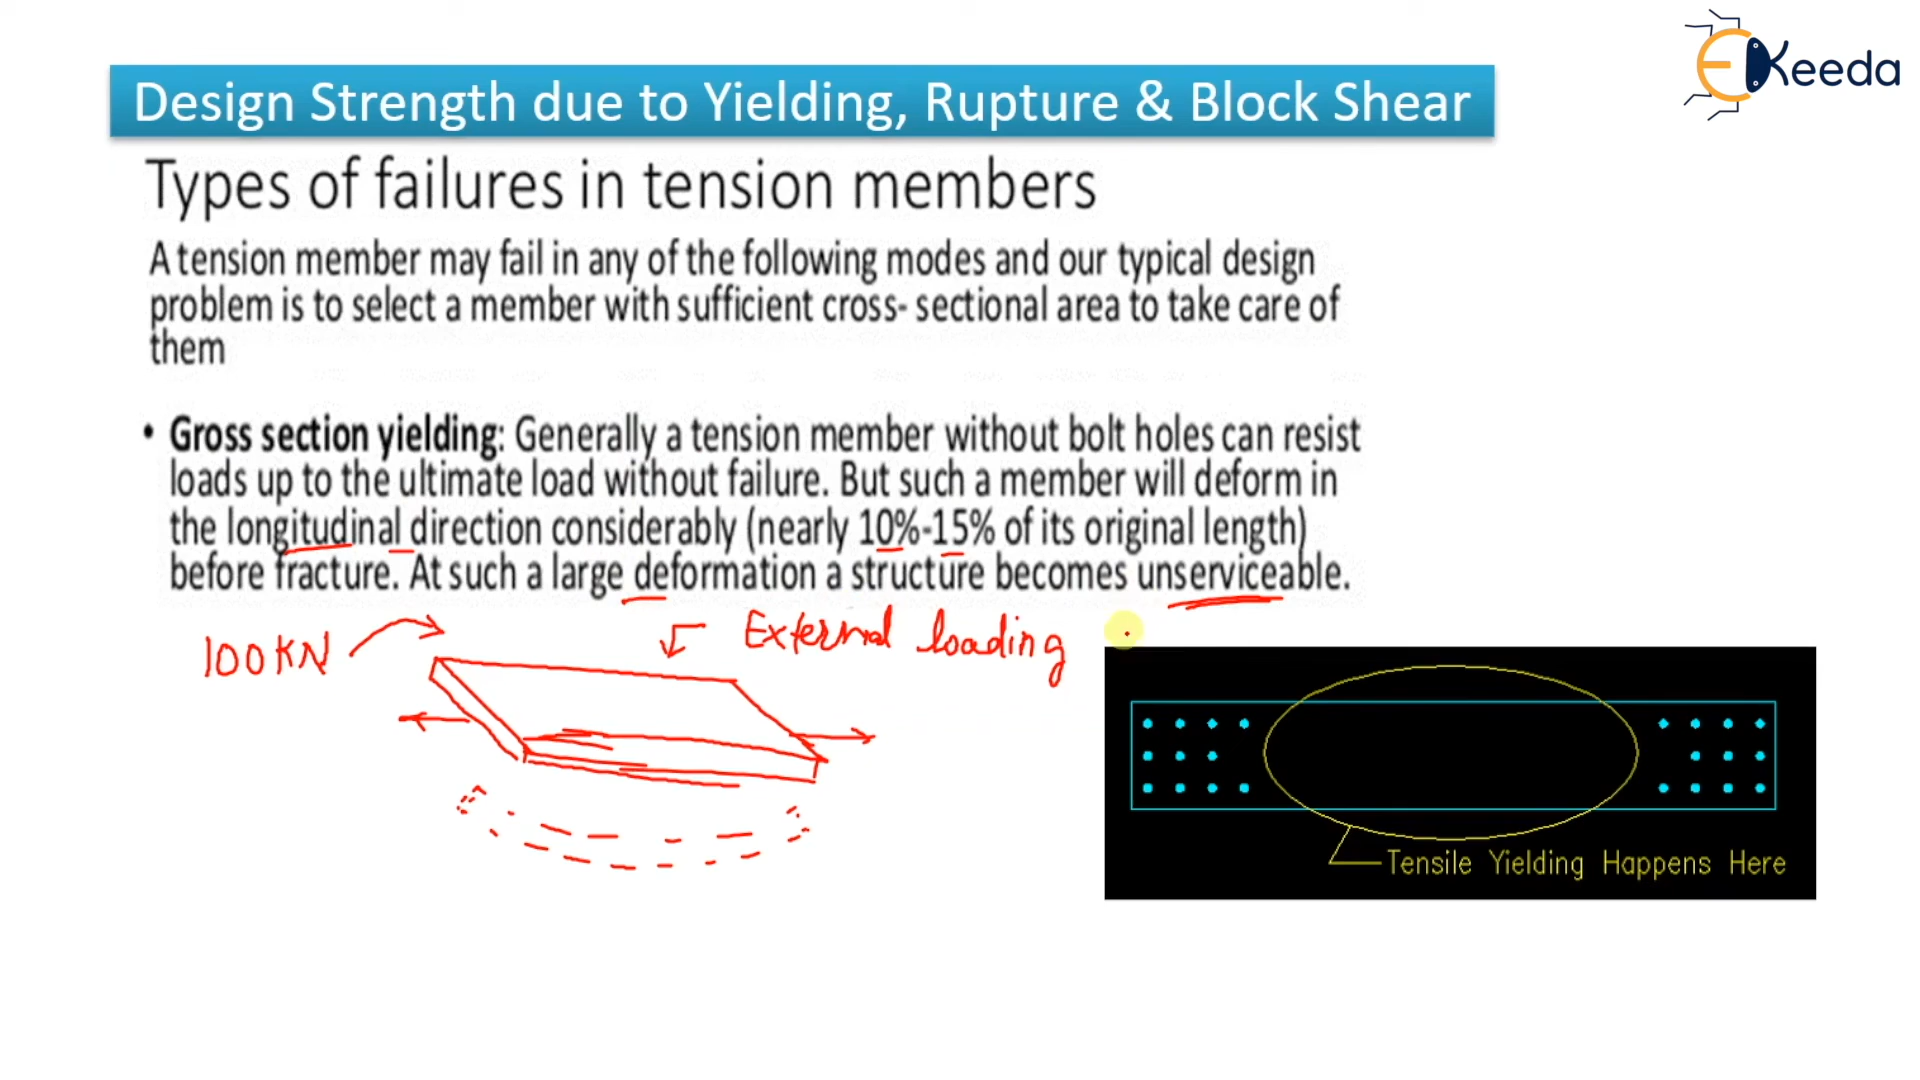 EKeeda
Design Strength due to Yielding, Rupture & Block Shear
Types of failures in tension members
A tension member may fail in any of the following modes and our typical design
problem is to select a member with sufficient cross- sectional area to take care of
them
• Gross section yielding: Generally a tension member without bolt holes can resist
loads up to the ultimate load without failure. But such a member will deform in
the longitudinal direction considerably (nearly 10%-15% of its original length)
before fracture. At such a large deformation a structure becomes unserviceable.
100KN
External loading
Tensile Yielding Happens Here